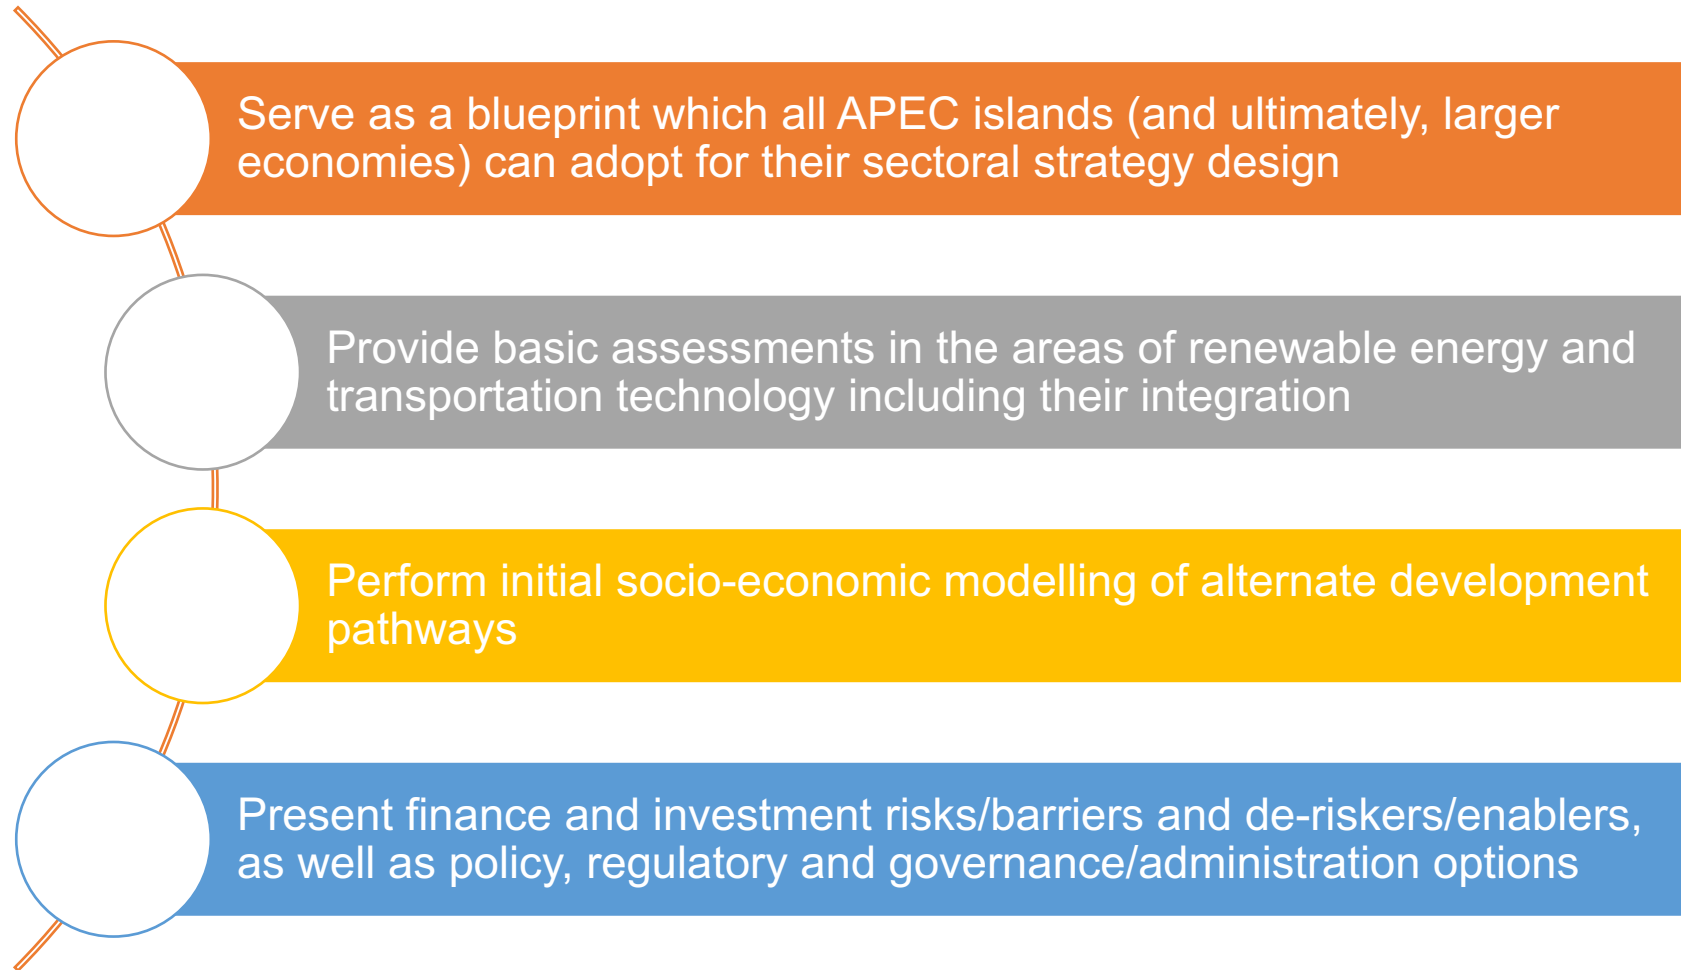 Serve as a blueprint which all APEC islands (and ultimately, larger
economies) can adopt for their sectoral strategy design
Provide basic assessments in the areas of renewable energy and
transportation technology including their integration
Perform initial socio-economic modelling of alternate development
pathways
Present finance and investment risks/barriers and de-riskers/enablers,
as well as policy, regulatory and governance/administration options